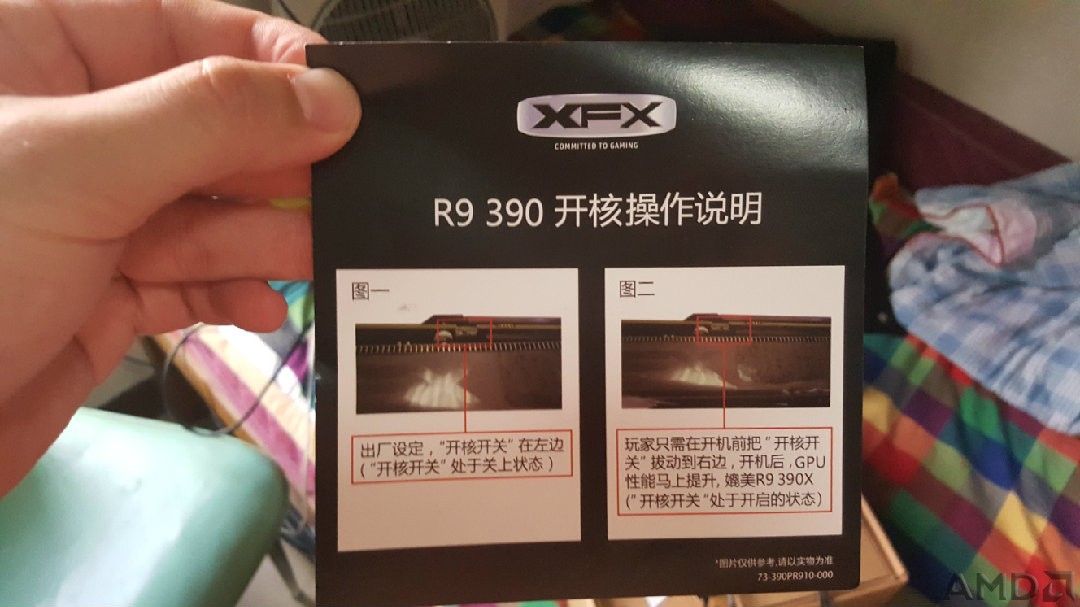 XFX
COMMITTED TO GAMING
R9 390 开核操作说明
图一
出厂设定，“开核开关”在左边
(“开核开关”处于关上状态)
图二
玩家只需在开机前把“开核开
关”拔动到右边，开机后，GPU
性能马上提升，媲美R9 390X
(“开核开关”处于开启的状态)
*图片仅供参考,请以实物为准
73-390PR910-000
AMD